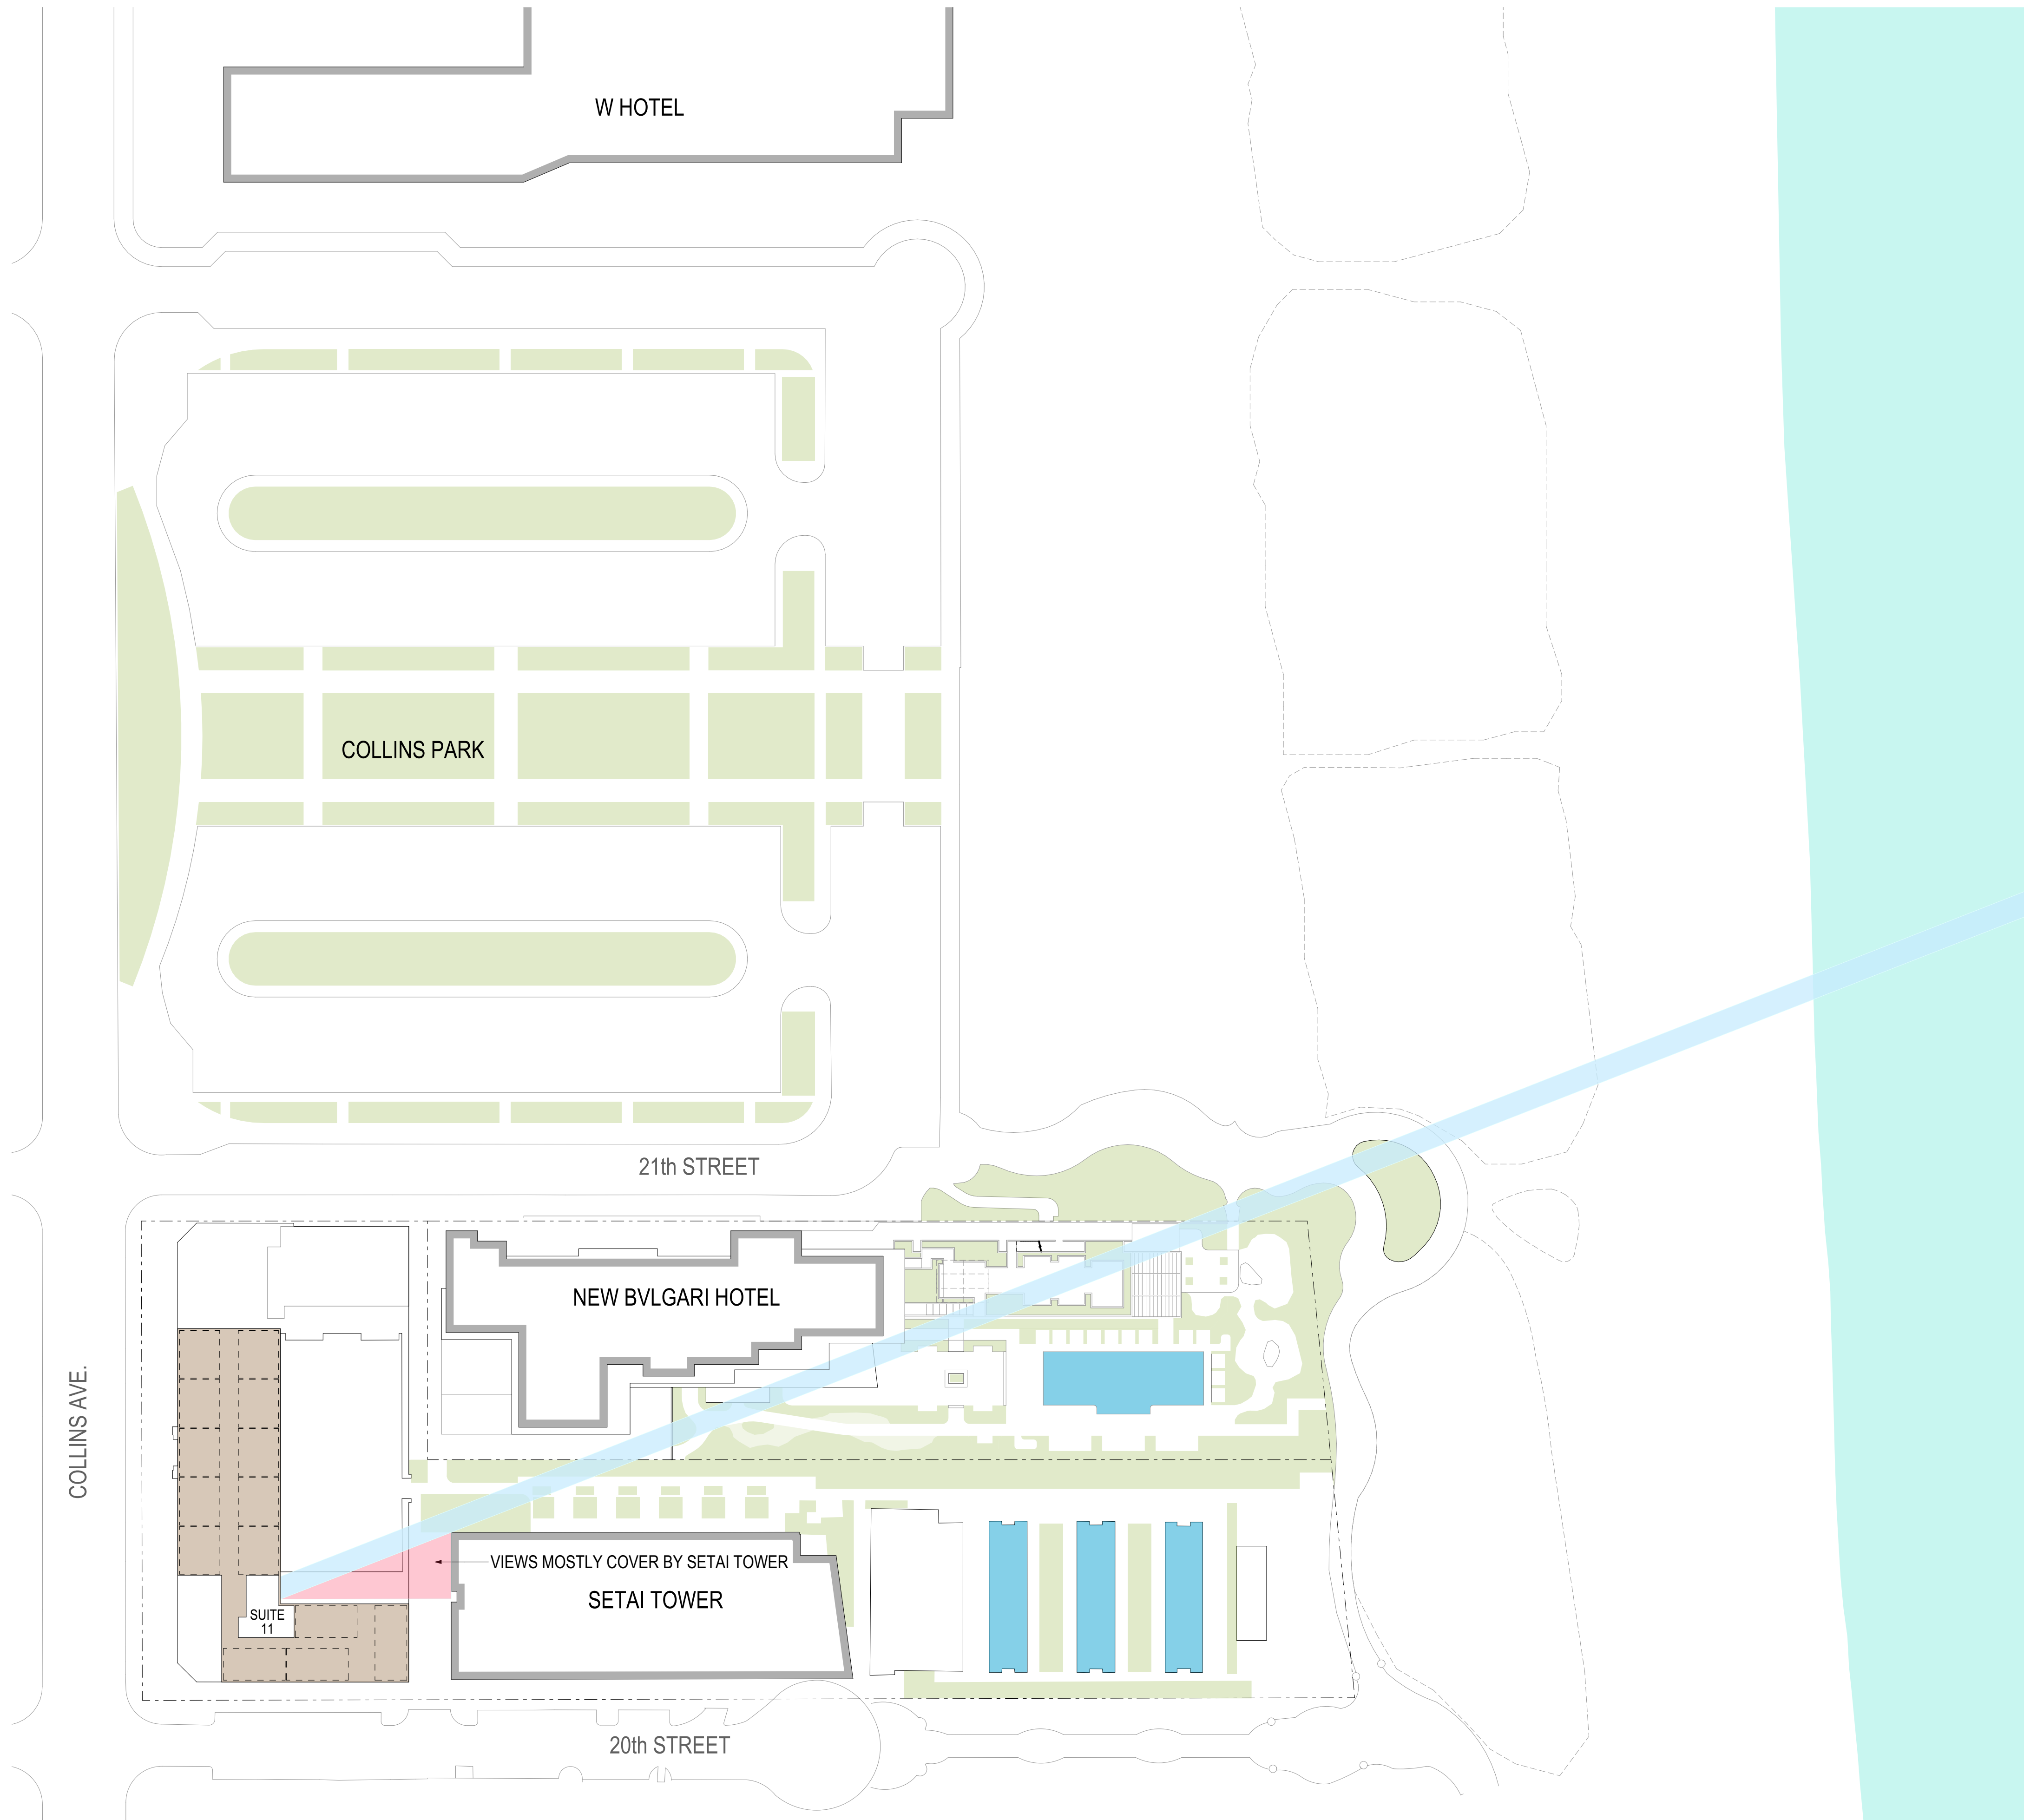 W HOTEL
COLLINS PARK
21th STREET
NEW BVLGARI HOTEL
COLLINS AVE.
VIEWS MOSTLY COVER BY SETAI TOWER
SETAI TOWER
SUITE
11
20th STREET